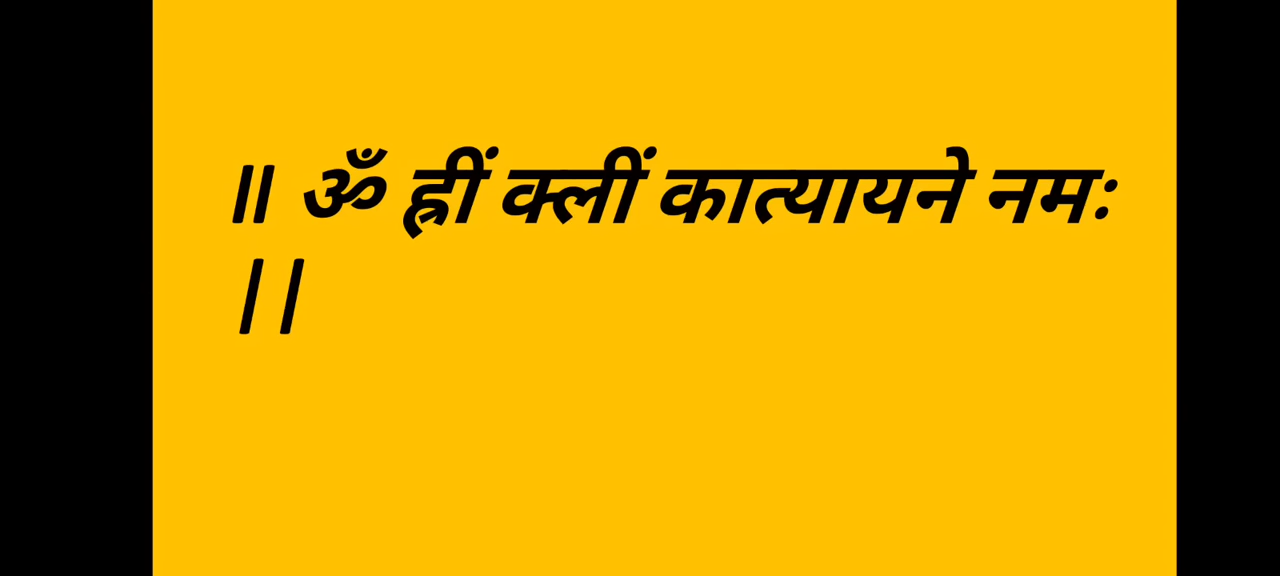 ॥ ॐ ह्रीं क्लीं कात्यायने नमः
||